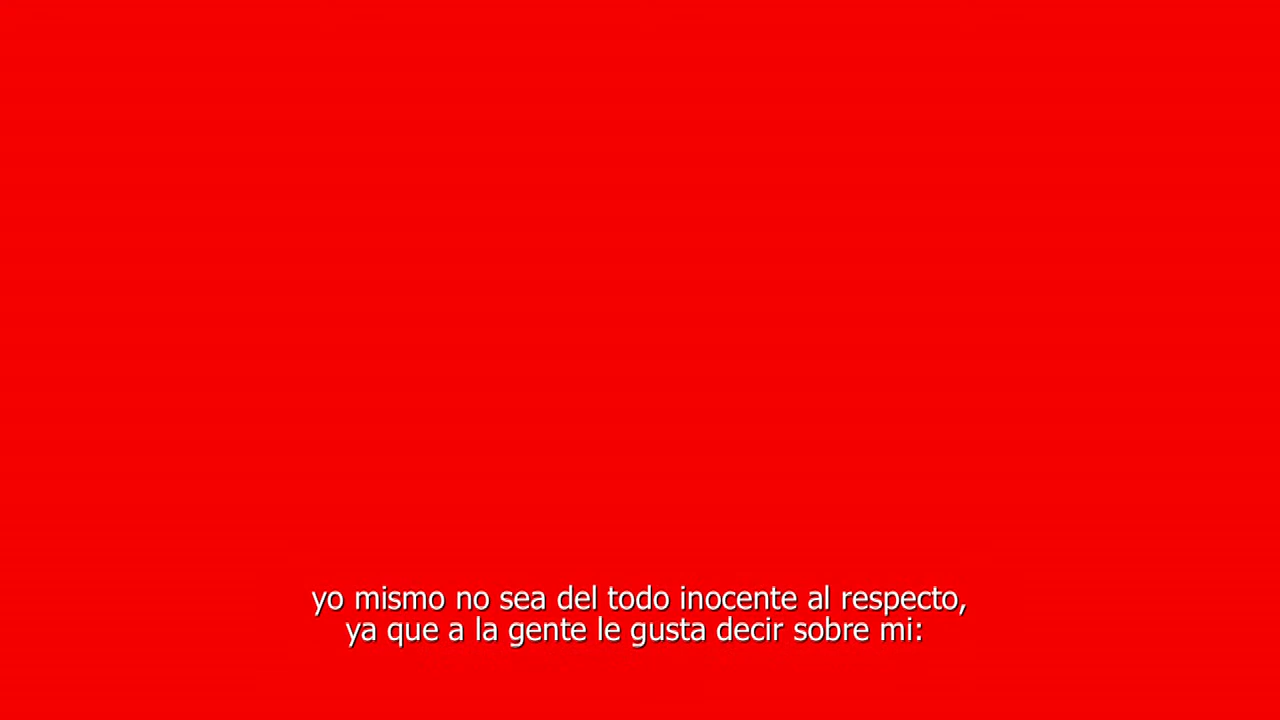 yo mismo no sea del todo inocente al respecto,
ya que a la gente le gusta decir sobre mi: